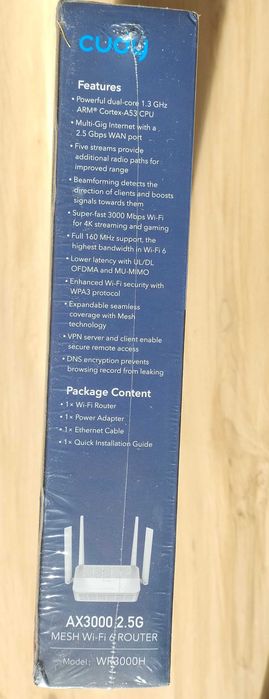 cudy
Features
• Powerful dual-core 1.3 GHz
ARM® Cortex-A53 CPU
• Multi-Gig Internet with a
2.5 Gbps WAN port
• Five streams provide
additional radio paths for
improved range
• Beamforming detects the
direction of clients and boosts
signals towards them
• Super-fast 3000 Mbps Wi-Fi
for 4K streaming and gaming
• Full 160 MHz support, the
highest bandwidth in Wi-Fi 6
• Lower latency with UL/DL
OFDMA and MU-MIMO
• Enhanced Wi-Fi security with
WPA3 protocol
• Expandable seamless
coverage with Mesh
technology
• VPN server and client enable
secure remote access
• DNS encryption prevents
browsing record from leaking
Package Content
• 1× Wi-Fi Router
• 1× Power Adapter
• 1× Ethernet Cable
• 1× Quick Installation Guide
AX3000 2.5G
MESH Wi-Fi 6 ROUTER
Model: WR3000H